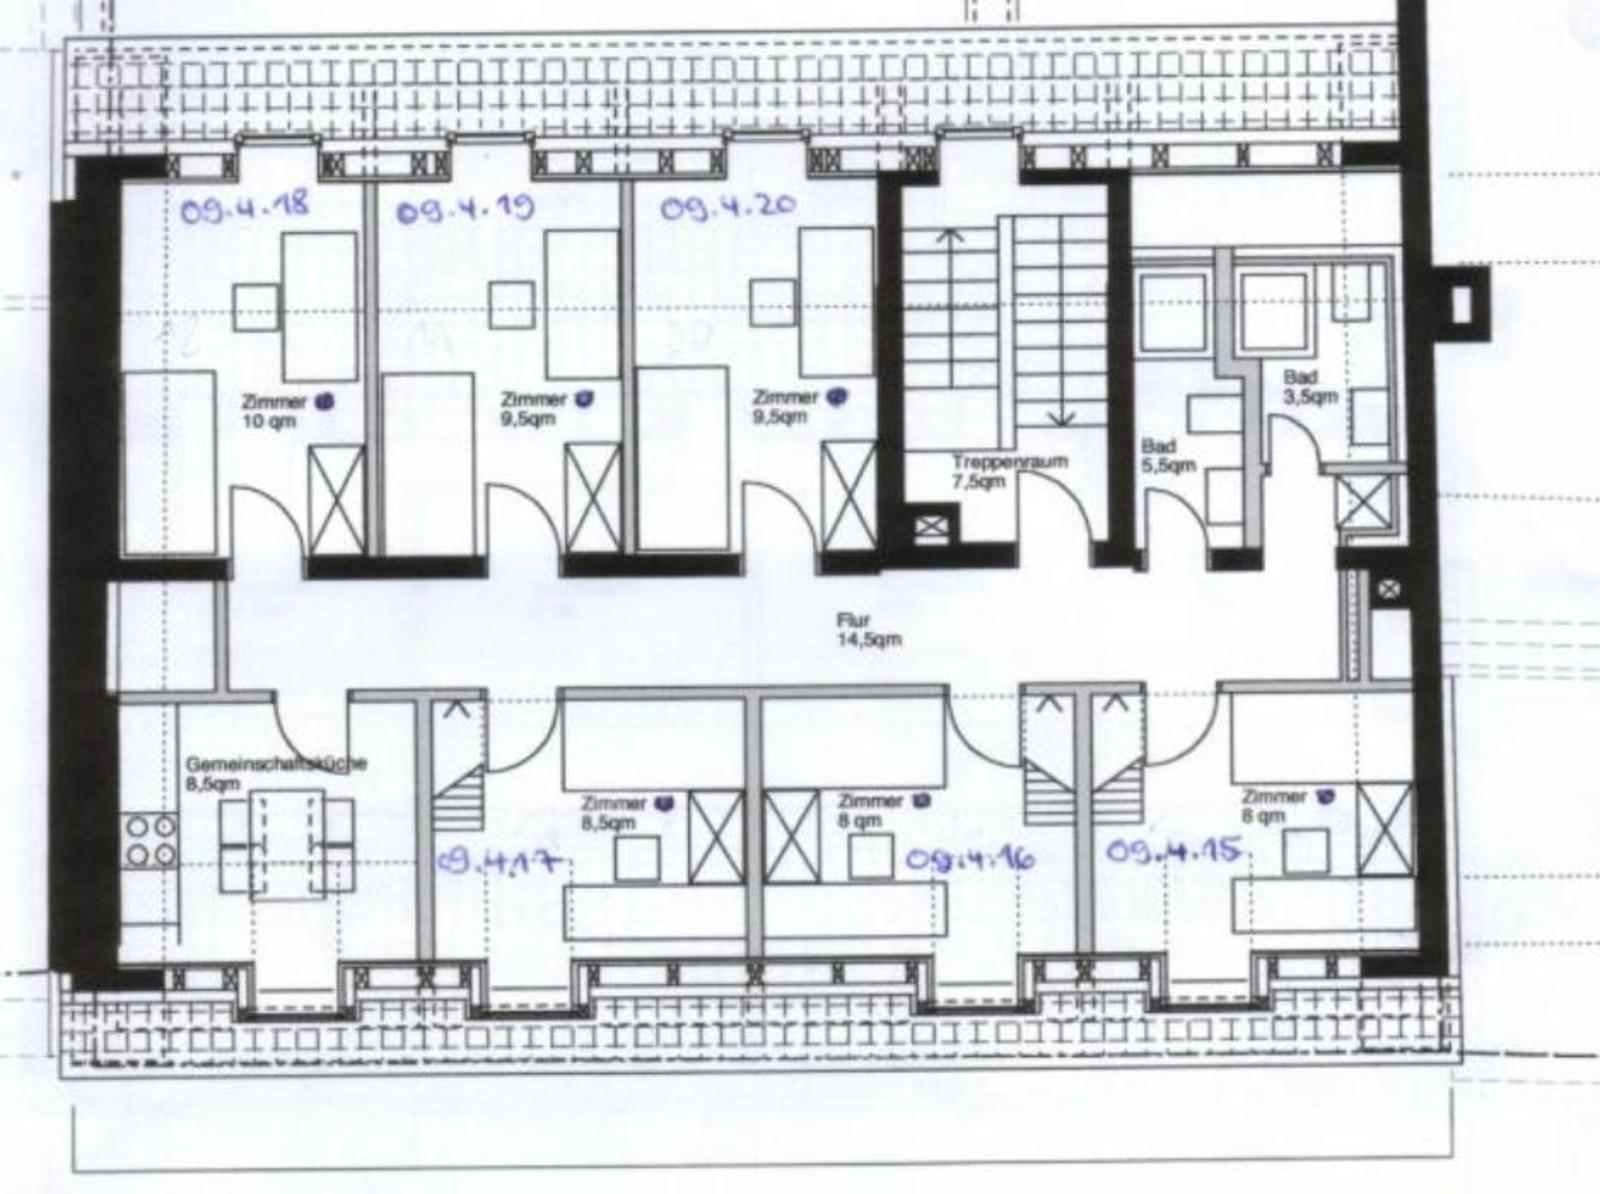 09.4.18
09.4.19
09.4.20
Zimmer
10 qm
Zimmer
9,5qm
Zimmer
9,5qm
Treppenraum
7,5qm
Bad
5,5qm
Bad
3,5qm
Flur
14,5qm
Gemeinschaftsküche
8,5qm
Zimmer
8,5qm
09.4.17
Zimmer
8 qm
09.4.16
Zimmer
8 qm
09.4.15